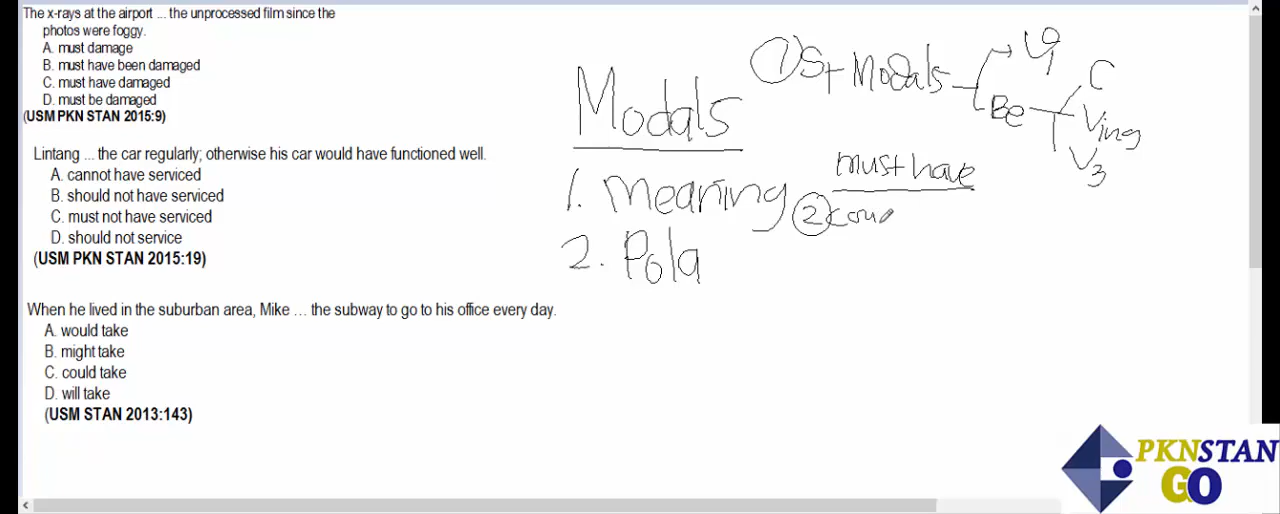 The x-rays at the airport ... the unprocessed film since the
photos were foggy.
A. must damage
B. must have been damaged
C. must have damaged
D. must be damaged
(USM PKN STAN 2015:9)
Lintang ... the car regularly; otherwise his car would have functioned well.
A. cannot have serviced
B. should not have serviced
C. must not have serviced
D. should not service
(USM PKN STAN 2015:19)
When he lived in the suburban area, Mike … the subway to go to his office every day.
A. would take
B. might take
C. could take
D. will take
(USM STAN 2013:143)
Modals
1. Meaning
2. Pola
① S + Modals
V1
Be
C
Ving
V3
must have
② cou
PKNSTAN
GO